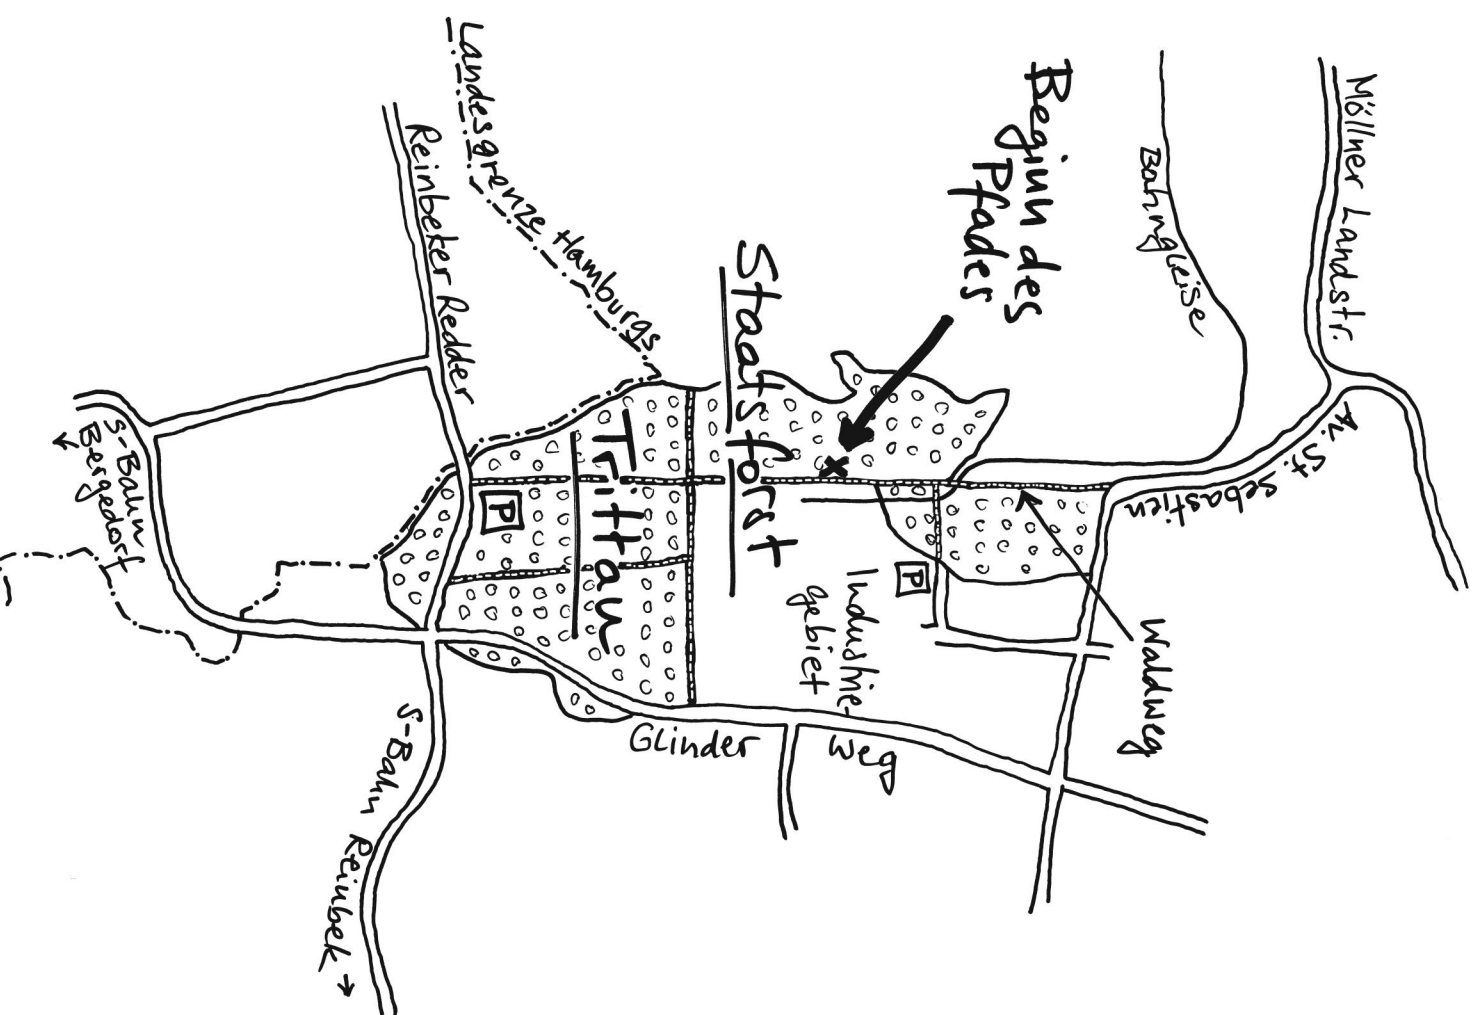 Möllner Landstr.
Av. St. Sebastien
Bahngleise
Waldweg
Beginn des
Pfades
P
Industrie-
gebiet
Glinder Weg
Staatsforst
Trittau
P
Landesgrenze Hamburgs
Reinbeker Redder
S-Bahn Reinbek →
S-Bahn
Bergedorf
↓